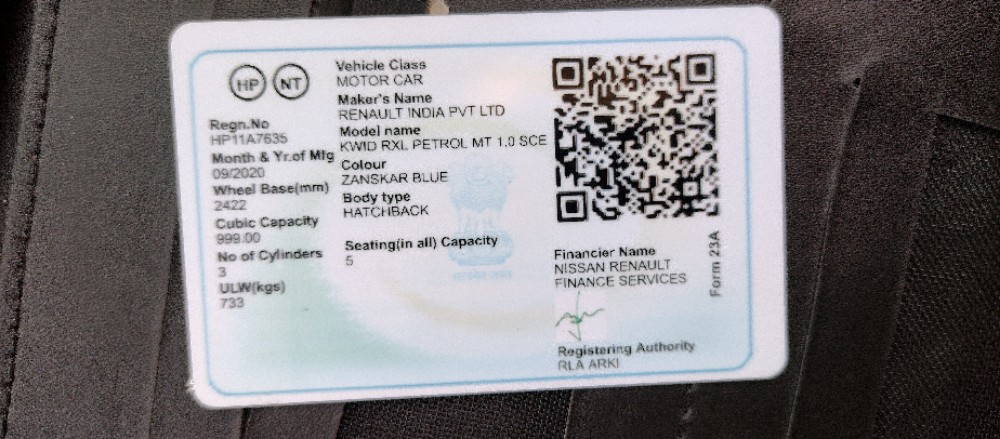 HP NT
Regn.No
HP11A7635
Month & Yr.of Mfg
09/2020
Wheel Base(mm)
2422
Cubic Capacity
999.00
No of Cylinders
3
ULW(kgs)
733
Vehicle Class
MOTOR CAR
Maker's Name
RENAULT INDIA PVT LTD
Model name
KWID RXL PETROL MT 1.0 SCE
Colour
ZANSKAR BLUE
Body type
HATCHBACK
Seating(in all) Capacity
5
Financier Name
NISSAN RENAULT
FINANCE SERVICES
Registering Authority
RLA ARKI
Form 23A